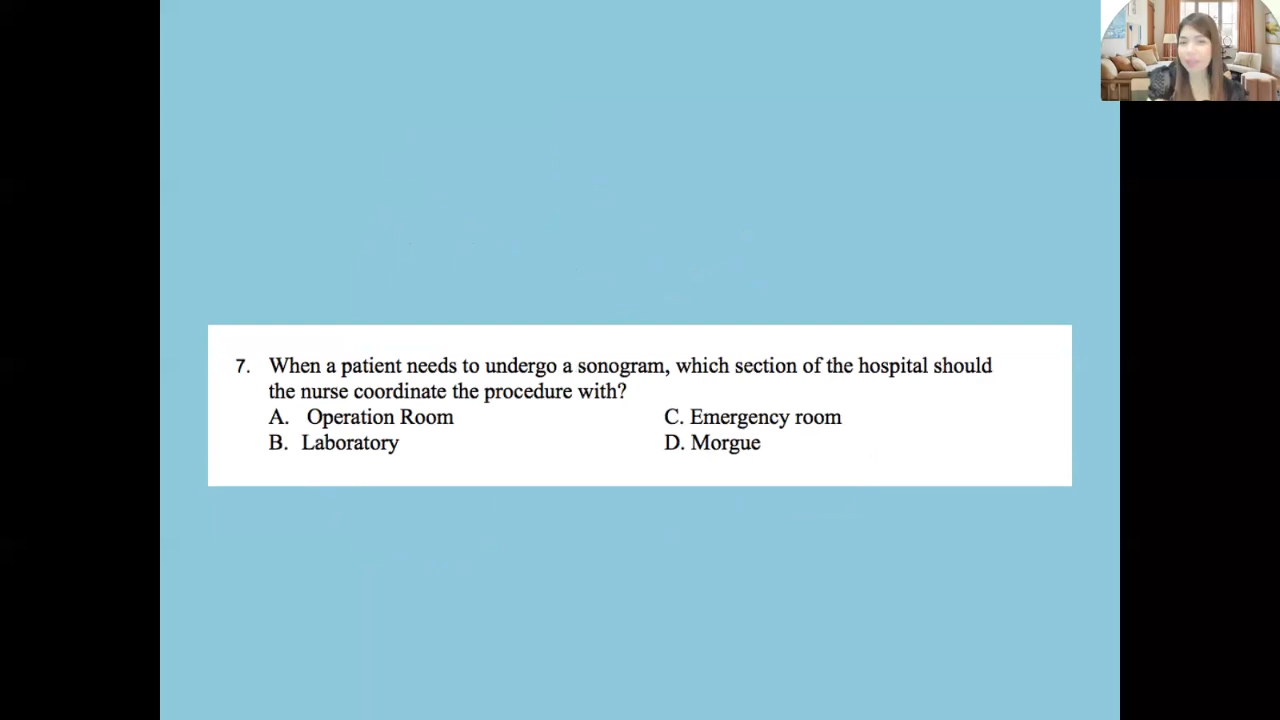 7. When a patient needs to undergo a sonogram, which section of the hospital should
the nurse coordinate the procedure with?
A. Operation Room C. Emergency room
B. Laboratory D. Morgue